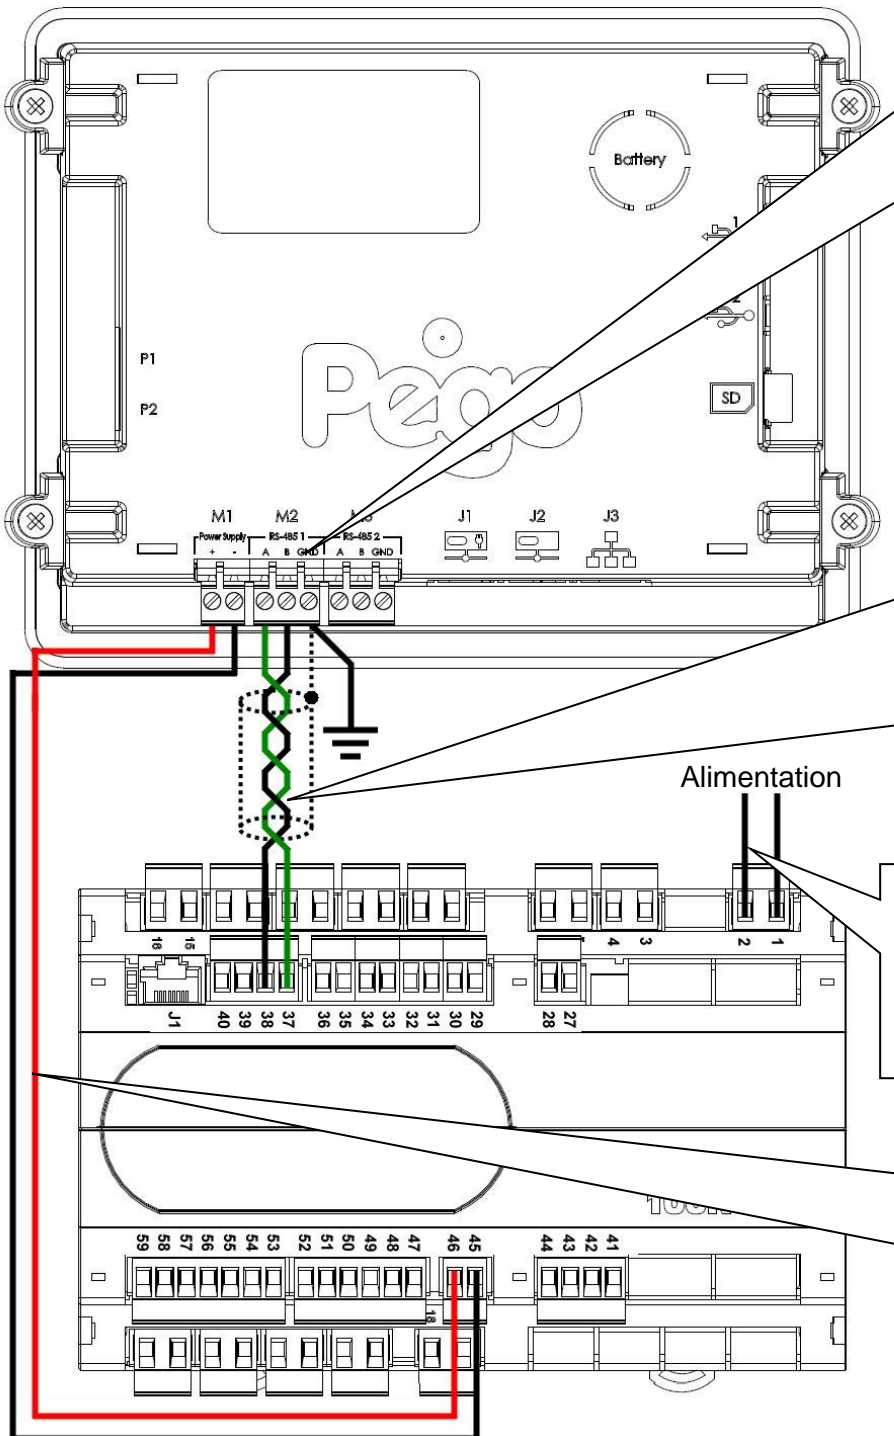 Battery
1
2
P1
P2
SD
Pego
M1 M2 J1 J2 J3
Power Supply RS-485 1 RS-485 2
+ - A B GND A B GND
Alimentation
16 15 4 3 2 1
J1 40 39 38 37 36 35 34 33 32 31 30 29 28 27
59 58 57 56 55 54 53 52 51 50 49 48 47 46 45 44 43 42 41
18